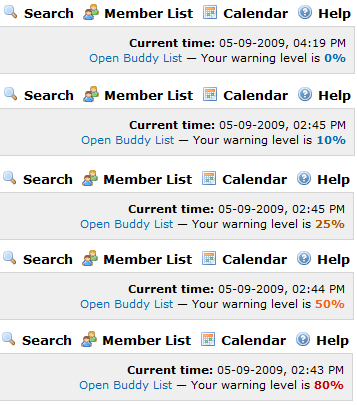 Search Member List Calendar Help
Current time: 05-09-2009, 04:19 PM
Open Buddy List — Your warning level is 0%
Search Member List Calendar Help
Current time: 05-09-2009, 02:45 PM
Open Buddy List — Your warning level is 10%
Search Member List Calendar Help
Current time: 05-09-2009, 02:45 PM
Open Buddy List — Your warning level is 25%
Search Member List Calendar Help
Current time: 05-09-2009, 02:44 PM
Open Buddy List — Your warning level is 50%
Search Member List Calendar Help
Current time: 05-09-2009, 02:43 PM
Open Buddy List — Your warning level is 80%